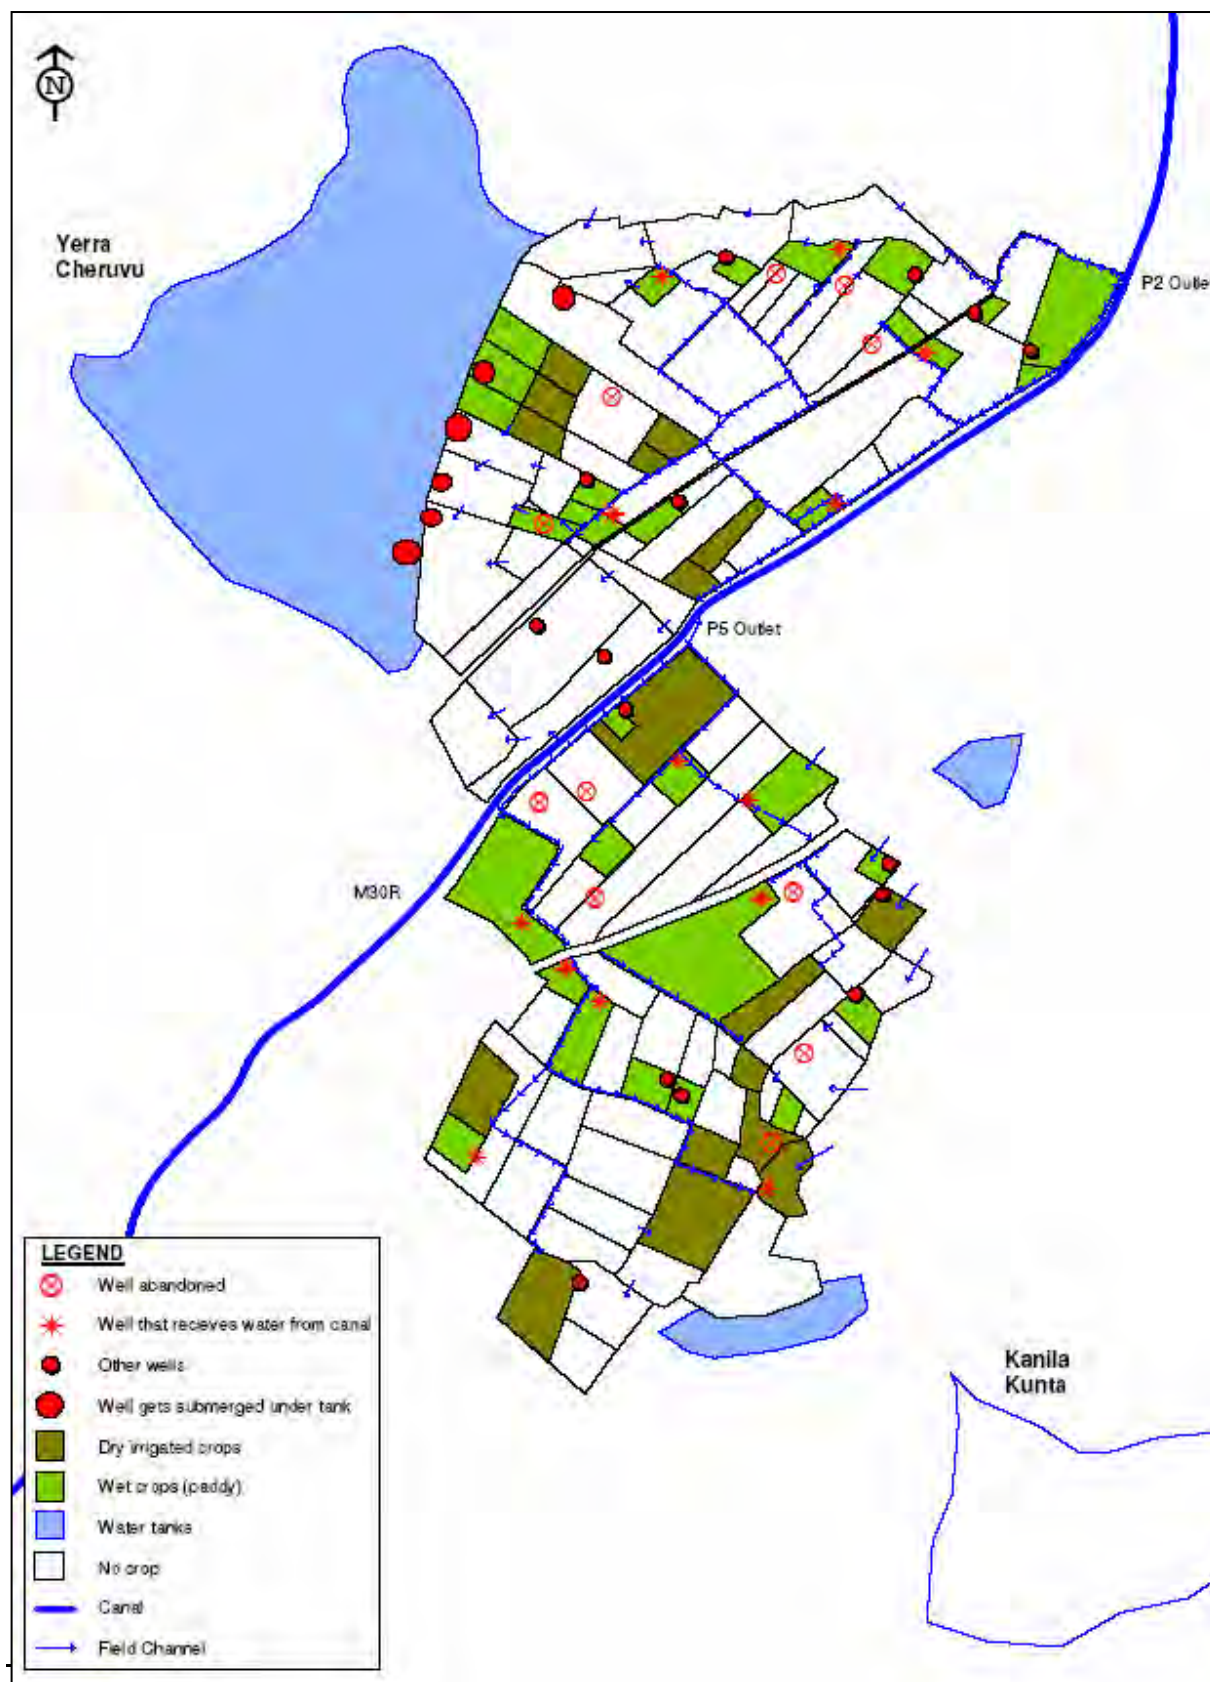 N
Yerra
Cheruvu
P2 Outle
P5 Outlet
M30R
LEGEND
Well abandoned
Well that recieves water from canal
Other wells
Well gets submerged under tank
Dry irrigated crops
Wet crops (paddy)
Water tanks
No crop
Canal
Field Channel
Kanila
Kunta